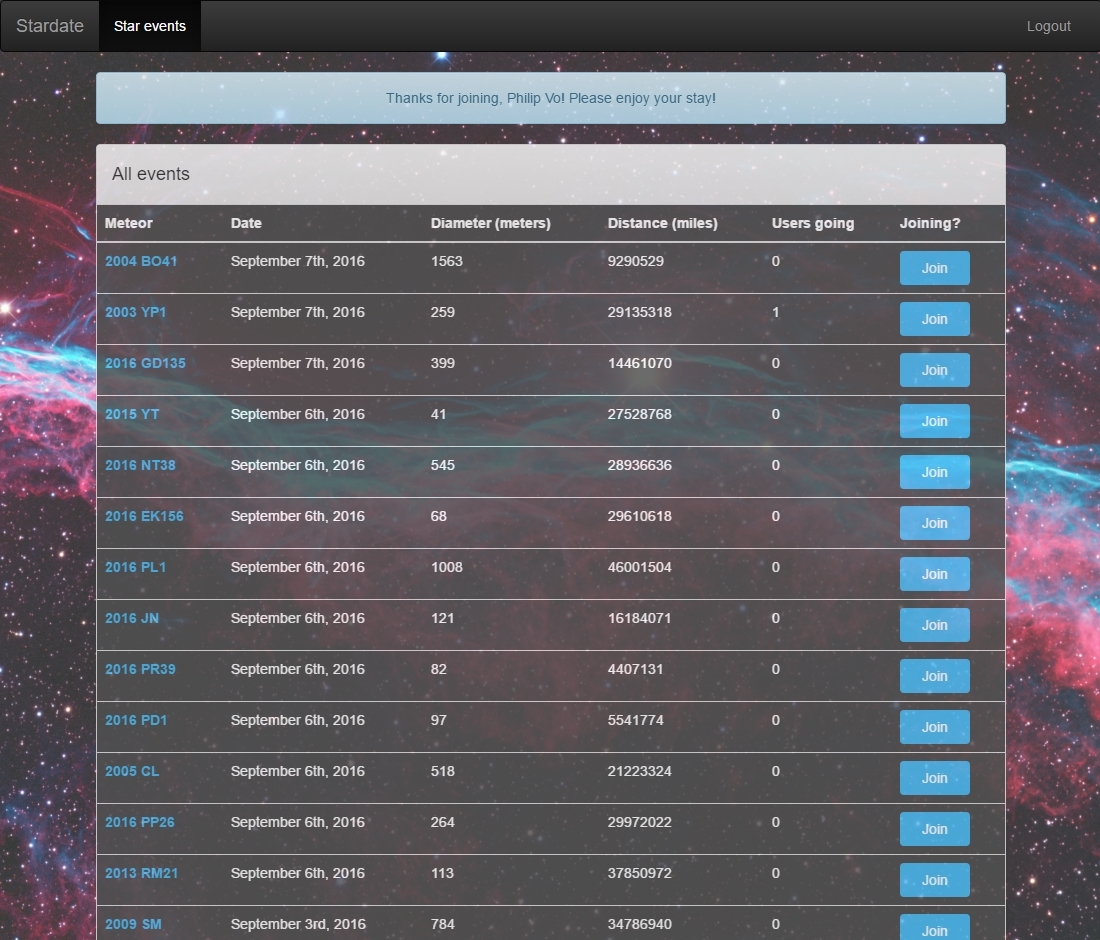 Stardate Star events Logout
Thanks for joining, Philip Vo! Please enjoy your stay!
All events
Meteor Date Diameter (meters) Distance (miles) Users going Joining?
2004 BO41 September 7th, 2016 1563 9290529 0 Join
2003 YP1 September 7th, 2016 259 29135318 1 Join
2016 GD135 September 7th, 2016 399 14461070 0 Join
2015 YT September 6th, 2016 41 27528768 0 Join
2016 NT38 September 6th, 2016 545 28936636 0 Join
2016 EK156 September 6th, 2016 68 29610618 0 Join
2016 PL1 September 6th, 2016 1008 46001504 0 Join
2016 JN September 6th, 2016 121 16184071 0 Join
2016 PR39 September 6th, 2016 82 4407131 0 Join
2016 PD1 September 6th, 2016 97 5541774 0 Join
2005 CL September 6th, 2016 518 21223324 0 Join
2016 PP26 September 6th, 2016 264 29972022 0 Join
2013 RM21 September 6th, 2016 113 37850972 0 Join
2009 SM September 3rd, 2016 784 34786940 0 Join